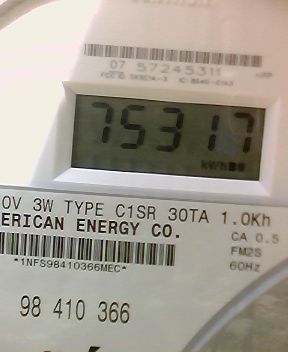 07 57245311
75317
kWh
0V 3W TYPE C1SR 30TA 1.0Kh
ERICAN ENERGY CO.
CA 0.5
FM2S
60Hz
*1NFS98410366MEC*
98 410 366